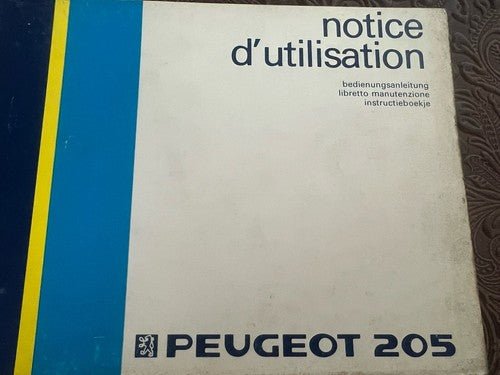 notice
d'utilisation
bedienungsanleitung
libretto manutenzione
instructieboekje
PEUGEOT 205